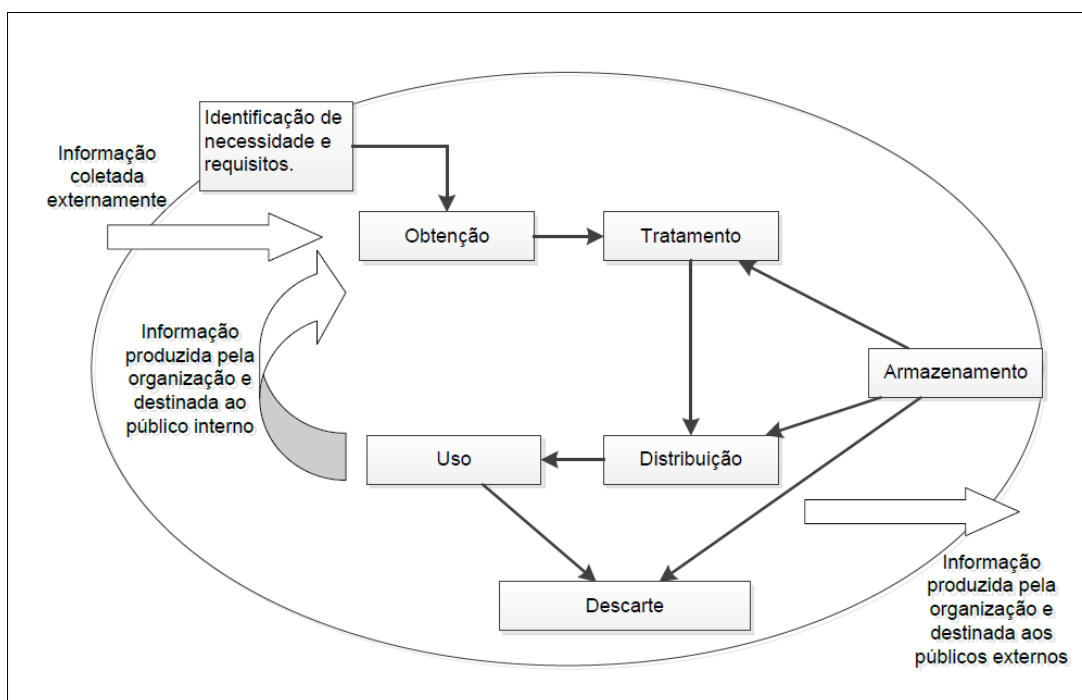 Identificação de
necessidade e
requisitos.
Informação
coletada
externamente
Obtenção
Tratamento
Informação
produzida pela
organização e
destinada ao
público interno
Armazenamento
Uso
Distribuição
Descarte
Informação
produzida pela
organização e
destinada aos
públicos externos